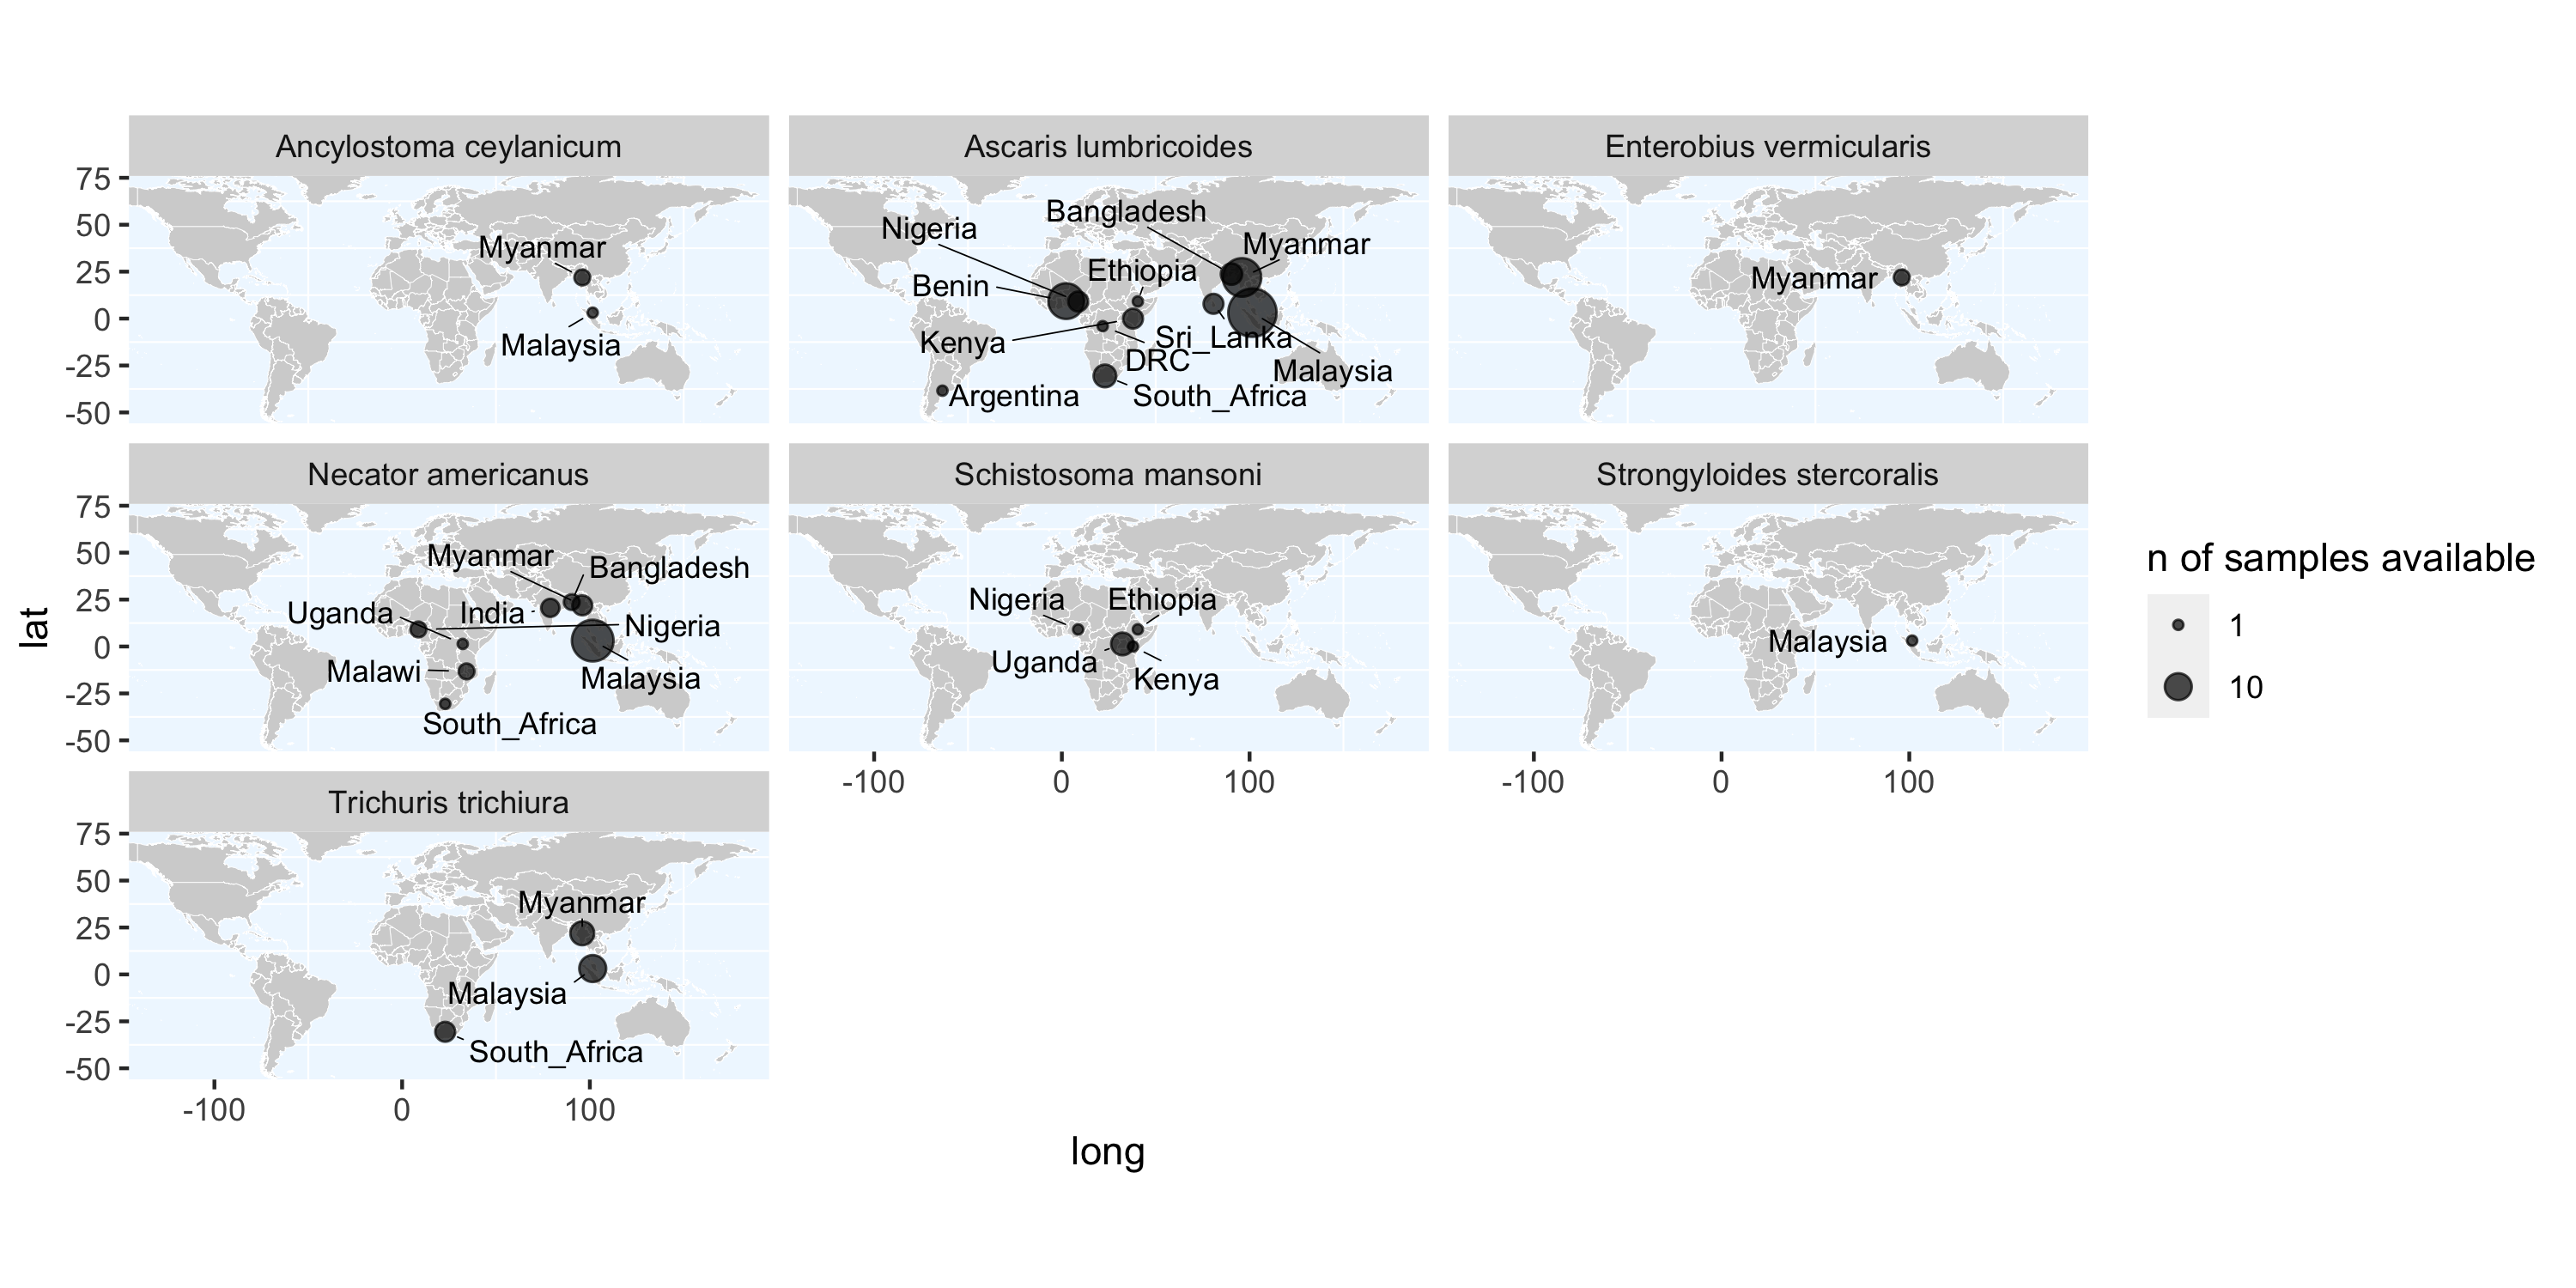 Ancylostoma ceylanicum
Ascaris lumbricoides
Enterobius vermicularis
75
50
25
0
-25
-50
Myanmar
Malaysia
Bangladesh
Nigeria
Myanmar
Ethiopia
Benin
Kenya
Sri_Lanka
DRC
Malaysia
Argentina
South_Africa
Myanmar
Necator americanus
Schistosoma mansoni
Strongyloides stercoralis
75
50
25
0
-25
-50
Myanmar
Bangladesh
Uganda
India
Nigeria
Malawi
Malaysia
South_Africa
Nigeria
Ethiopia
Uganda
Kenya
Malaysia
-100
0
100
-100
0
100
Trichuris trichiura
75
50
25
0
-25
-50
Myanmar
Malaysia
South_Africa
-100
0
100
long
lat
n of samples available
1
10